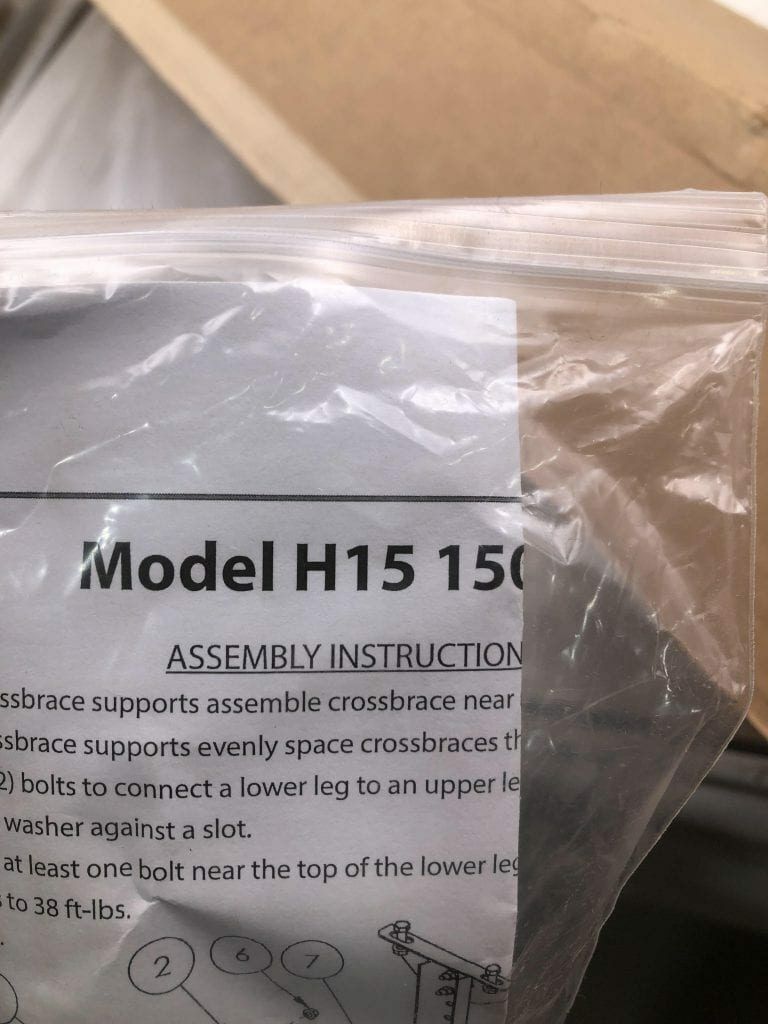 Model H15 150
ASSEMBLY INSTRUCTION
ssbrace supports assemble crossbrace near
ssbrace supports evenly space crossbraces th
2) bolts to connect a lower leg to an upper le
washer against a slot.
at least one bolt near the top of the lower leg
s to 38 ft-lbs.
.
2 6 7